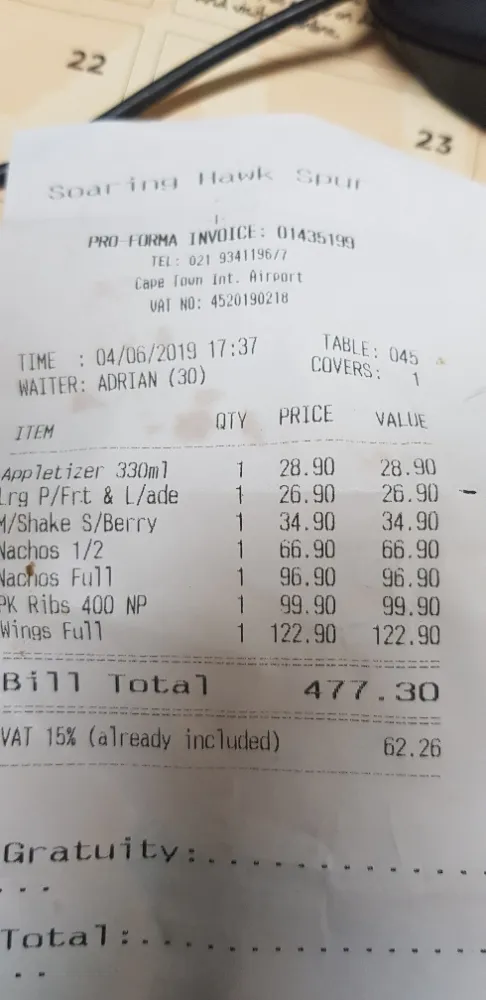 22
23
Soaring Hawk Spur
PRO-FORMA INVOICE: 01435199
TEL: 021 9341196/7
Cape Town Int. Airport
VAT NO: 4520190218
TIME : 04/06/2019 17:37 TABLE: 045
WAITER: ADRIAN (30) COVERS: 1
ITEM QTY PRICE VALUE
Appletizer 330ml 1 28.90 28.90
Lrg P/Frt & L/ade 1 26.90 26.90
M/Shake S/Berry 1 34.90 34.90
Nachos 1/2 1 66.90 66.90
Nachos Full 1 96.90 96.90
PK Ribs 400 NP 1 99.90 99.90
Wings Full 1 122.90 122.90
Bill Total 477.30
VAT 15% (already included) 62.26
Gratuity:................
...
Total:...................
..